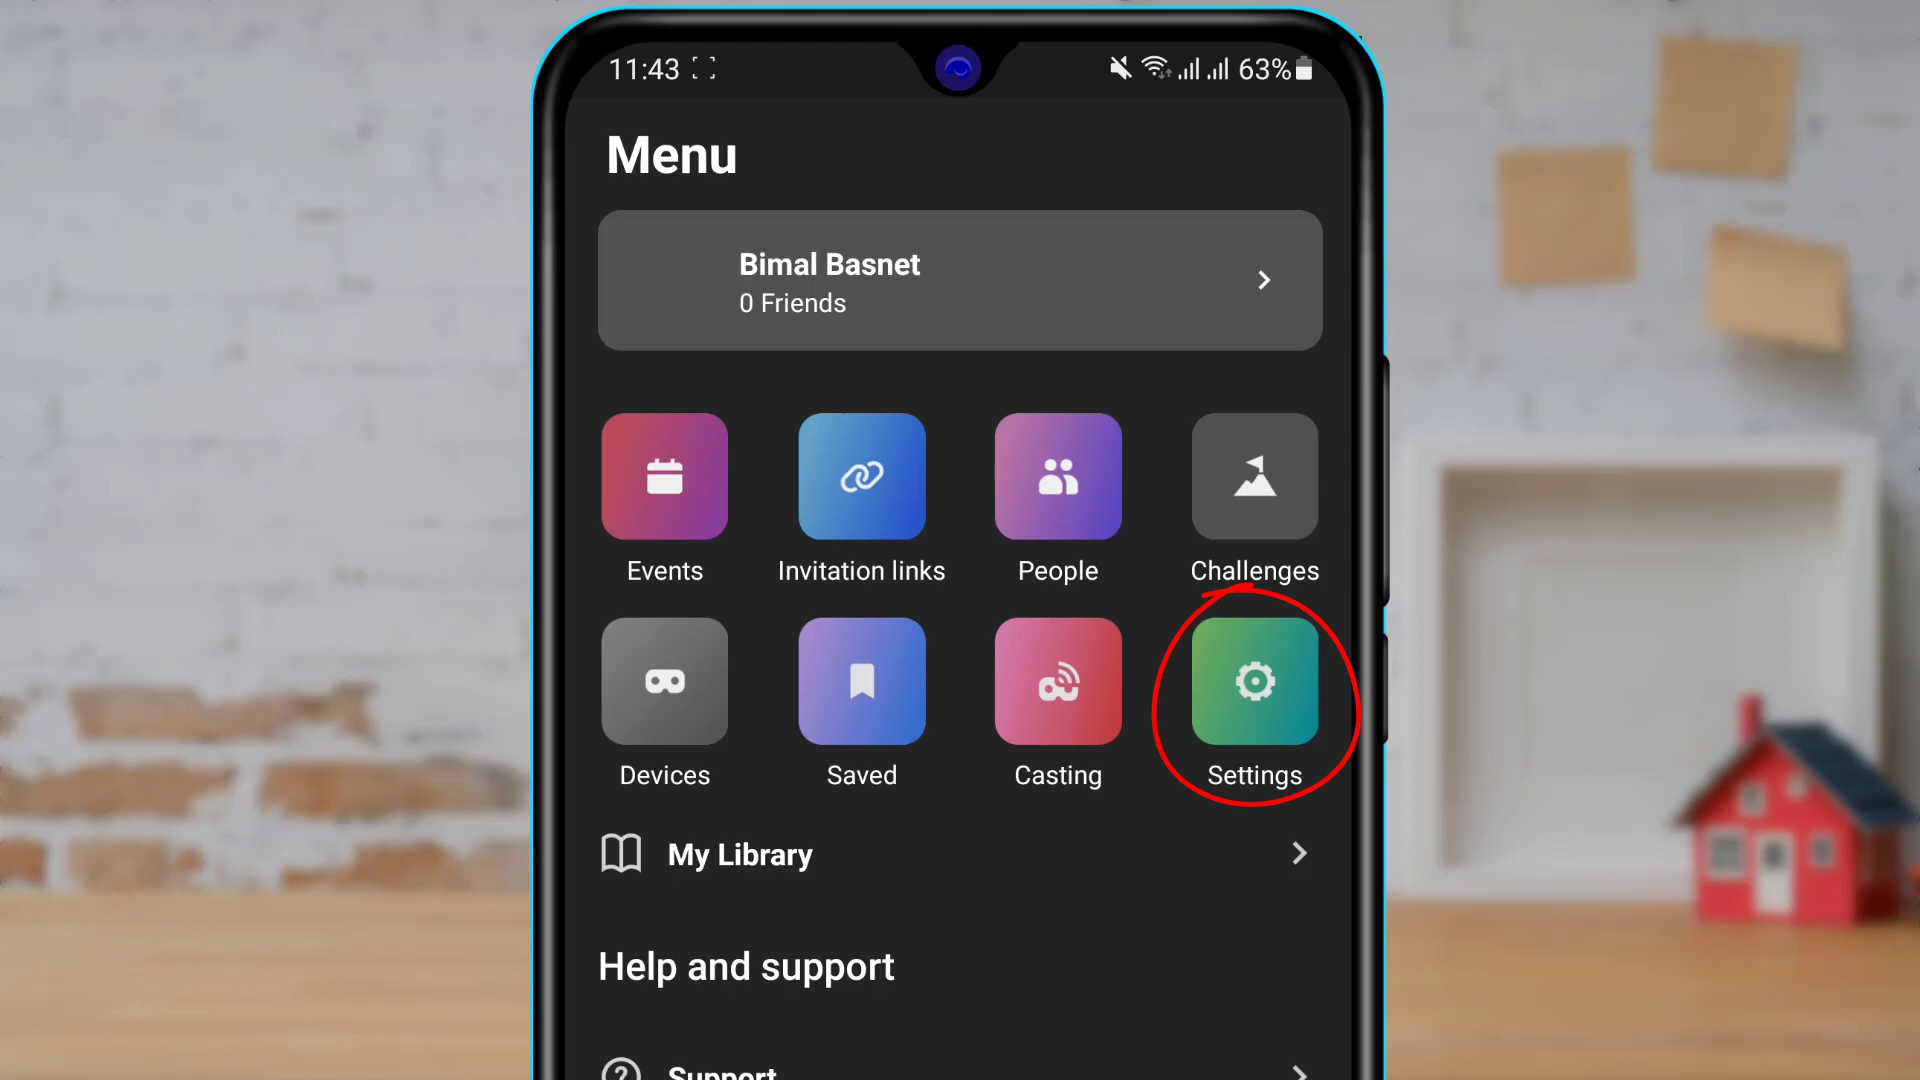 11:43
63%
Menu
Bimal Basnet
0 Friends
Events
Invitation links
People
Challenges
Devices
Saved
Casting
Settings
My Library
Help and support
Support